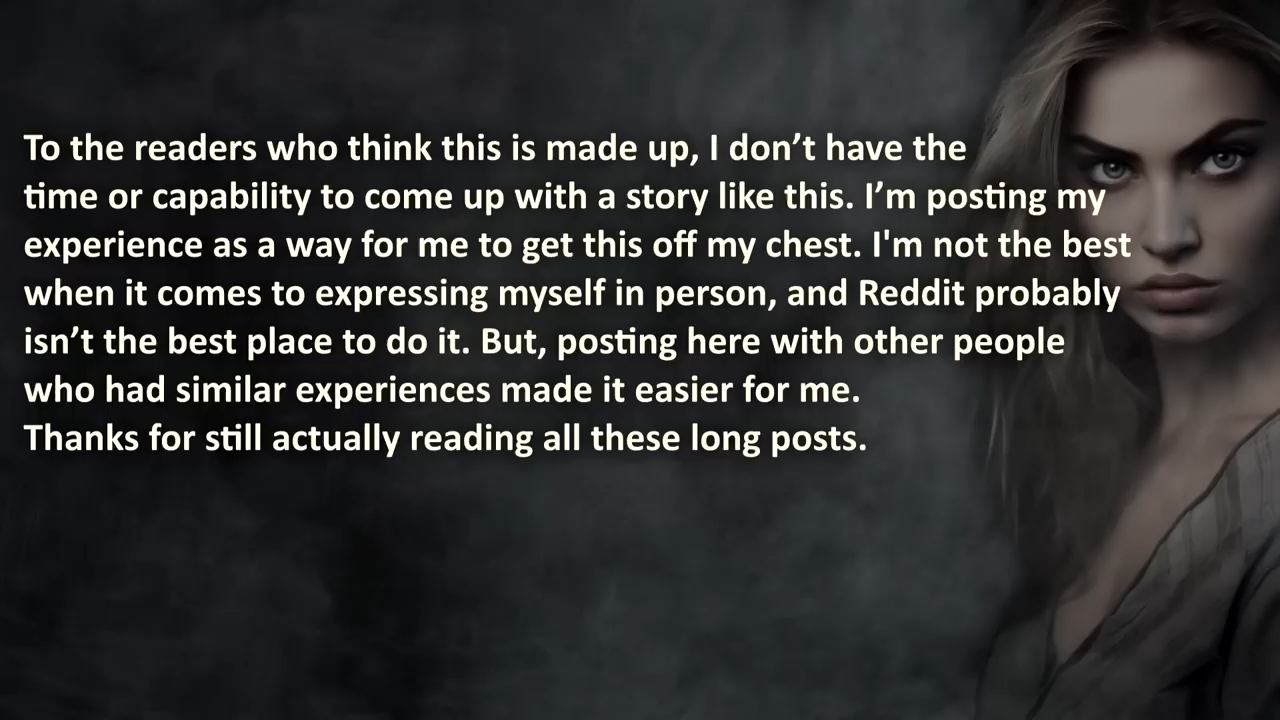 To the readers who think this is made up, I don’t have the
time or capability to come up with a story like this. I’m posting my
experience as a way for me to get this off my chest. I'm not the best
when it comes to expressing myself in person, and Reddit probably
isn’t the best place to do it. But, posting here with other people
who had similar experiences made it easier for me.
Thanks for still actually reading all these long posts.